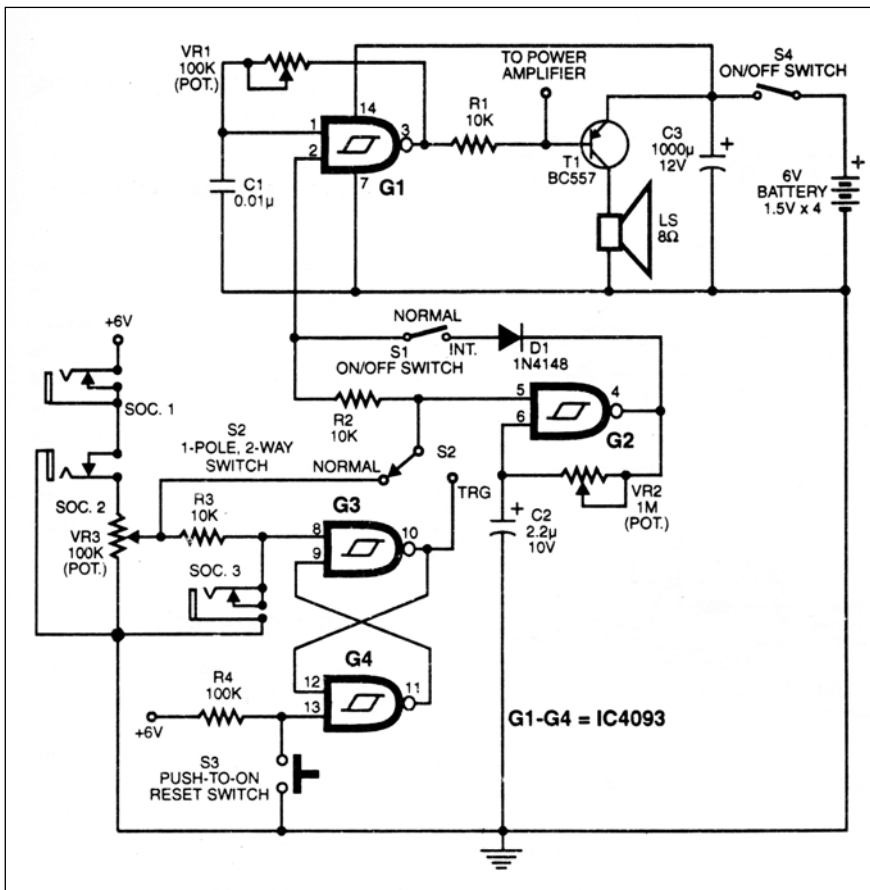 VR1
100K
(POT.)
14
1
2
3
7
G1
C1
0.01µ
R1
10K
TO POWER
AMPLIFIER
T1
BC557
LS
8Ω
C3
1000µ
12V
+
S4
ON/OFF SWITCH
+
6V
BATTERY
1.5V x 4
+6V
SOC. 1
SOC. 2
NORMAL
S1
ON/OFF SWITCH
INT.
D1
1N4148
R2
10K
5
6
4
G2
S2
1-POLE, 2-WAY
SWITCH
NORMAL
S2
TRG
+
C2
2.2µ
10V
VR2
1M
(POT.)
VR3
100K
(POT.)
R3
10K
SOC. 3
G3
8
9
10
G4
12
13
11
R4
100K
+6V
S3
PUSH-TO-ON
RESET SWITCH
G1-G4 = IC4093